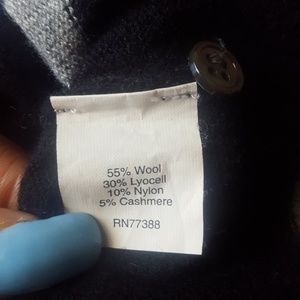 55% Wool
30% Lyocell
10% Nylon
5% Cashmere
RN77388